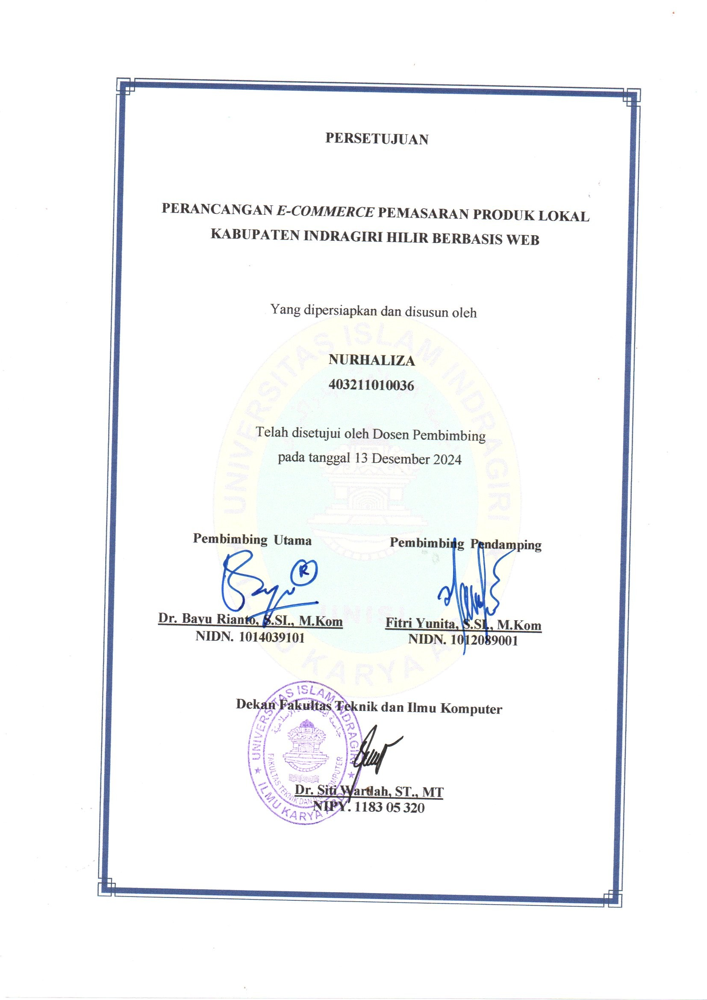 PERSETUJUAN
PERANCANGAN E-COMMERCE PEMASARAN PRODUK LOKAL
KABUPATEN INDRAGIRI HILIR BERBASIS WEB
Yang dipersiapkan dan disusun oleh
NURHALIZA
403211010036
Telah disetujui oleh Dosen Pembimbing
pada tanggal 13 Desember 2024
UNIVERSITAS ISLAM INDRAGIRI
UNISI
KARYA
Pembimbing Utama
Pembimbing Pendamping
Dr. Bayu Rianto, S.SI., M.Kom
NIDN. 1014039101
Fitri Yunita, S.SI., M.Kom
NIDN. 1012089001
Dekan Fakultas Teknik dan Ilmu Komputer
UNIVERSITAS ISLAM INDRAGIRI
FAKULTAS TEKNIK DAN ILMU KOMPUTER
ILMU KARYA
Dr. Siti Wardah, ST., MT
NIPY. 1183 05 320